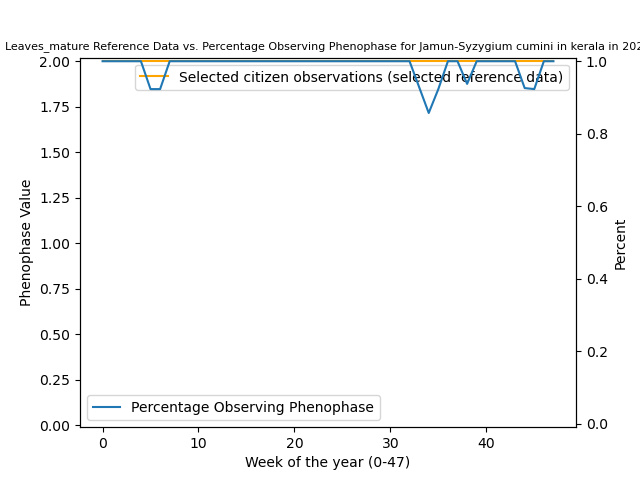 Leaves_mature Reference Data vs. Percentage Observing Phenophase for Jamun-Syzygium cumini in kerala in
Selected citizen observations (selected reference data)
Percentage Observing Phenophase
Phenophase Value
2.00
1.75
1.50
1.25
1.00
0.75
0.50
0.25
0.00
Percent
1.0
0.8
0.6
0.4
0.2
0.0
0 10 20 30 40
Week of the year (0-47)